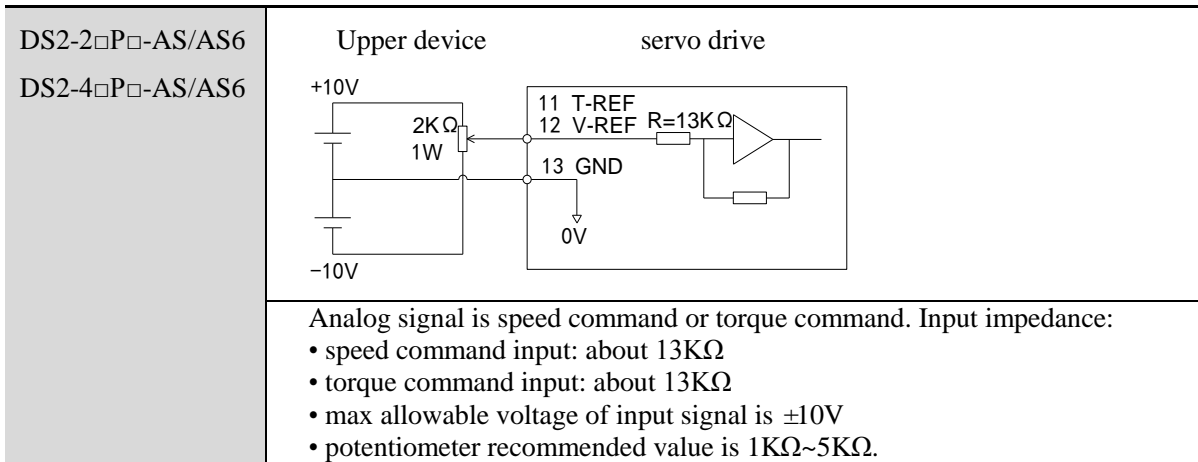 DS2-2□P□-AS/AS6
DS2-4□P□-AS/AS6
Upper device servo drive
+10V
11 T-REF
2KΩ 12 V-REF R=13KΩ
1W
13 GND
0V
−10V
Analog signal is speed command or torque command. Input impedance:
• speed command input: about 13KΩ
• torque command input: about 13KΩ
• max allowable voltage of input signal is ±10V
• potentiometer recommended value is 1KΩ~5KΩ.